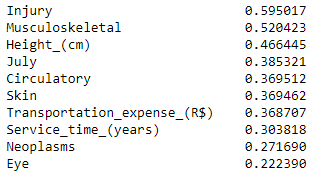 Injury 0.595017
Musculoskeletal 0.520423
Height_(cm) 0.466445
July 0.385321
Circulatory 0.369512
Skin 0.369462
Transportation_expense_(R$) 0.368707
Service_time_(years) 0.303818
Neoplasms 0.271690
Eye 0.222390